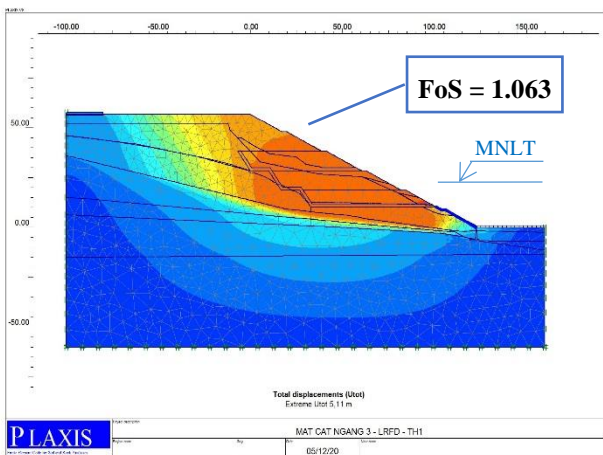 PLAXIS V8
-100.00 -50.00 0.00 50.00 100.00 150.00
FoS = 1.063
MNLT
50.00
0.00
-50.00
Total displacements (Utot)
Extreme Utot 5,11 m
PLAXIS
MAT CAT NGANG 3 - LRFD - TH1
05/12/20